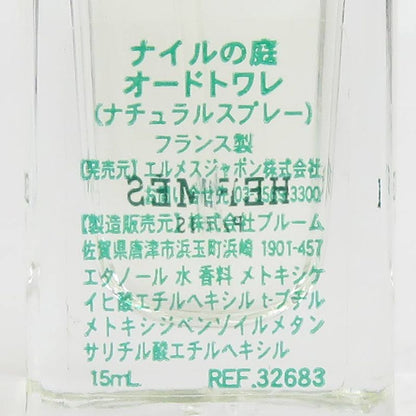 ナイルの庭
オードトワレ
(ナチュラルスプレー)
フランス製
【発売元】エルメスジャポン株式会社
HERMES
3300
PARIS
【製造販売元】株式会社ブルーム
佐賀県唐津市浜玉町浜崎 1901-457
エタノール 水 香料 メトキシケ
イヒ酸エチルヘキシル t-ブチル
メトキシジベンゾイルメタン
サリチル酸エチルヘキシル
15mL REF.32683